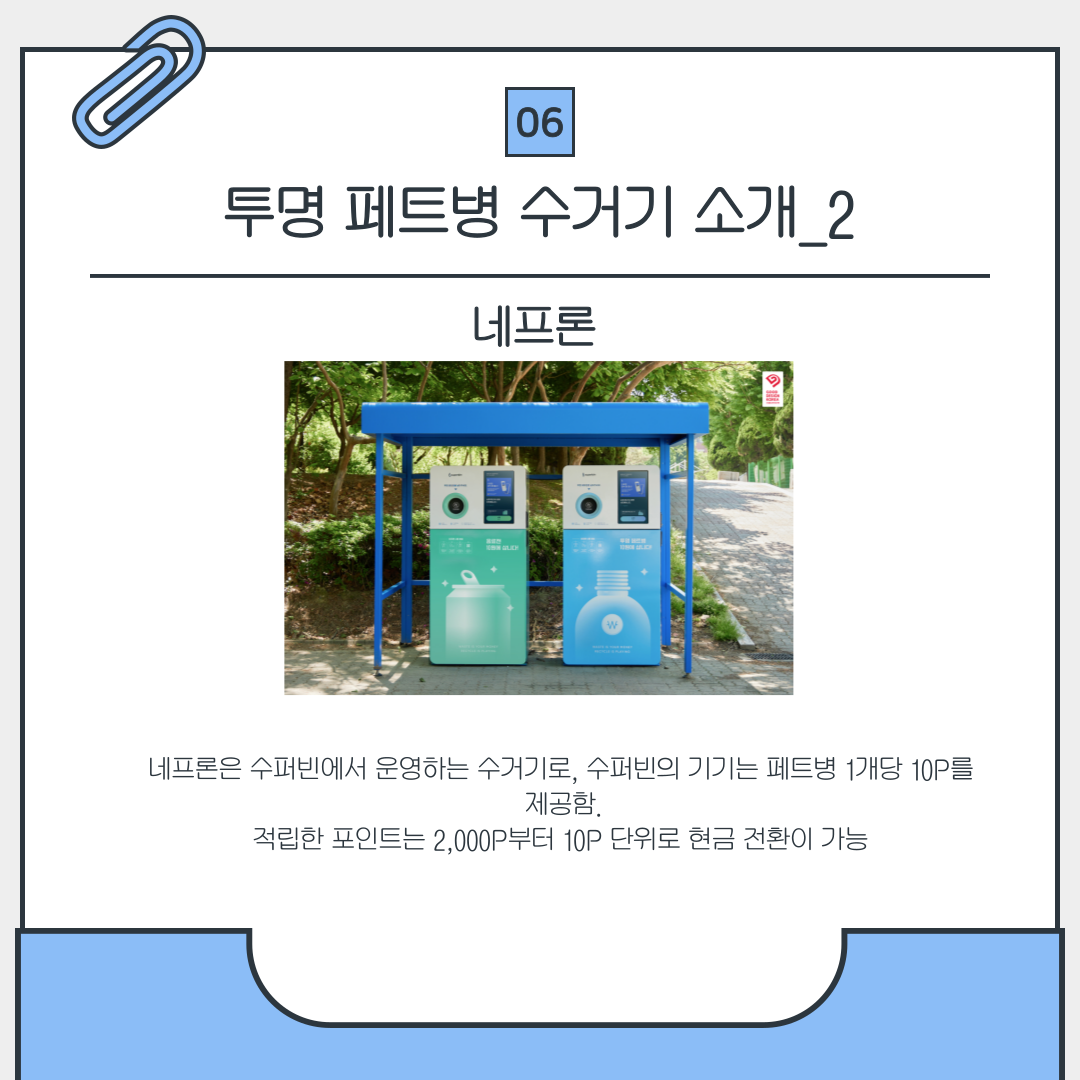 06
투명 페트병 수거기 소개_2
네프론
네프론은 수퍼빈에서 운영하는 수거기로, 수퍼빈의 기기는 페트병 1개당 10P를
제공함.
적립한 포인트는 2,000P부터 10P 단위로 현금 전환이 가능